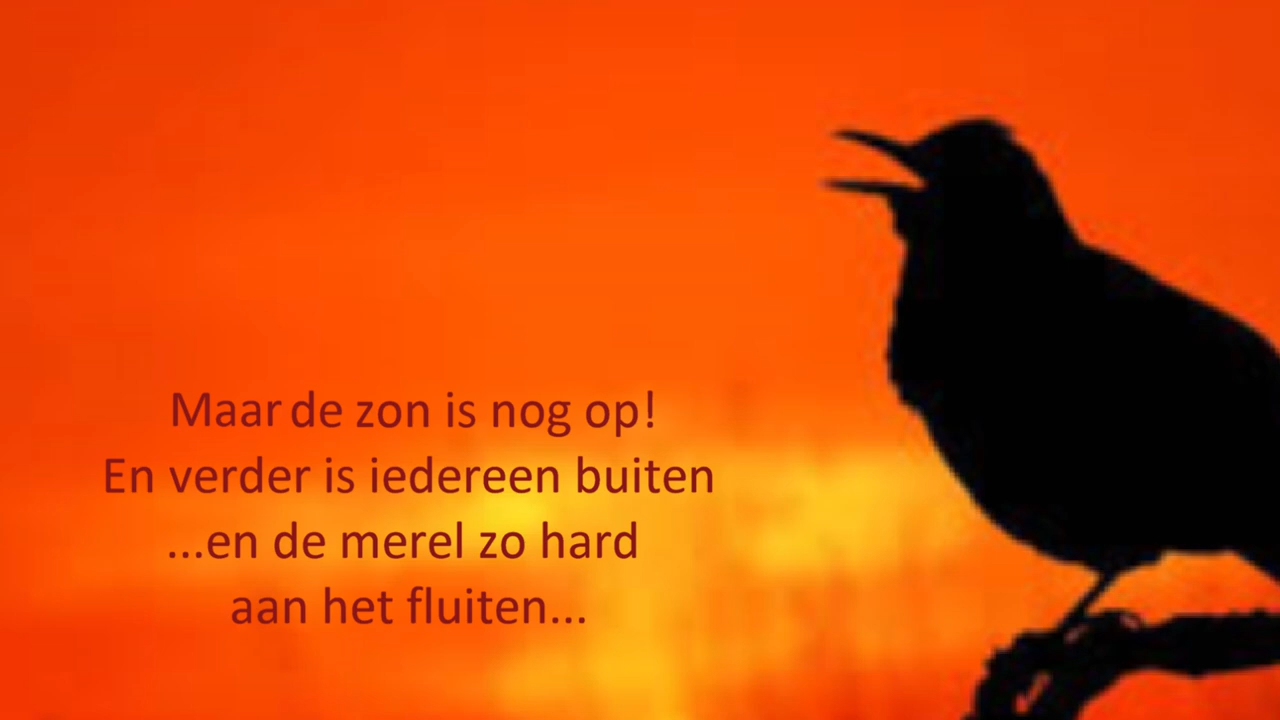 Maar de zon is nog op!
En verder is iedereen buiten
...en de merel zo hard
aan het fluiten...